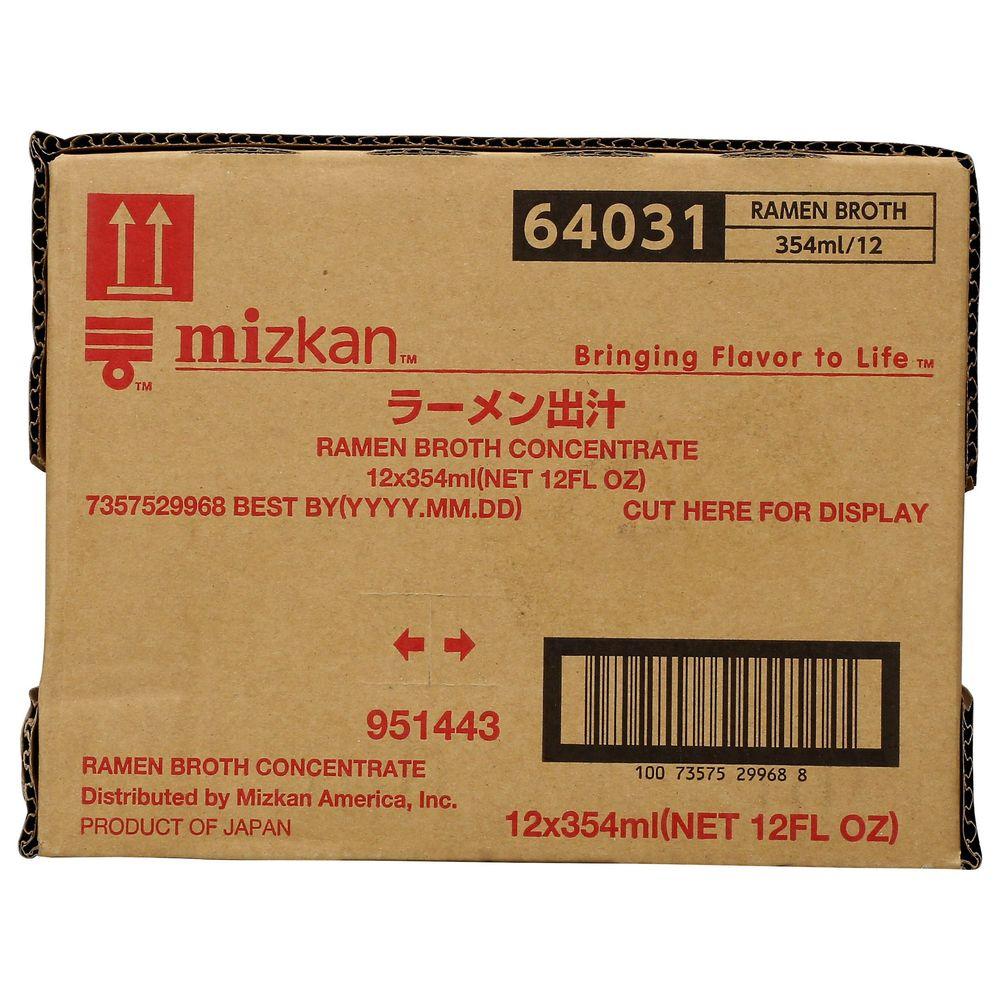 64031
RAMEN BROTH
354ml/12
mizkan™
™
Bringing Flavor to Life™
ラーメン出汁
RAMEN BROTH CONCENTRATE
12x354ml(NET 12FL OZ)
7357529968 BEST BY(YYYY.MM.DD)
CUT HERE FOR DISPLAY
951443
100 73575 29968 8
RAMEN BROTH CONCENTRATE
Distributed by Mizkan America, Inc.
PRODUCT OF JAPAN
12x354ml(NET 12FL OZ)